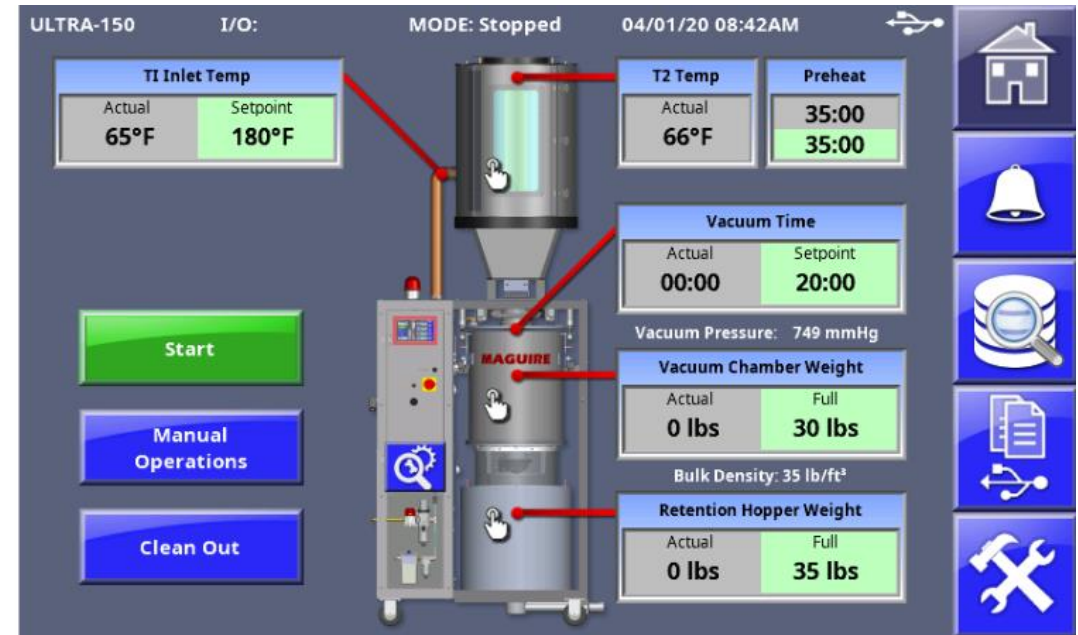 ULTRA-150 I/O: MODE: Stopped 04/01/20 08:42AM
TI Inlet Temp
Actual Setpoint
65°F 180°F
T2 Temp
Actual
66°F
Preheat
35:00
35:00
Vacuum Time
Actual Setpoint
00:00 20:00
Vacuum Pressure: 749 mmHg
MAGUIRE
Vacuum Chamber Weight
Actual Full
0 lbs 30 lbs
Bulk Density: 35 lb/ft³
Retention Hopper Weight
Actual Full
0 lbs 35 lbs
Start
Manual
Operations
Clean Out